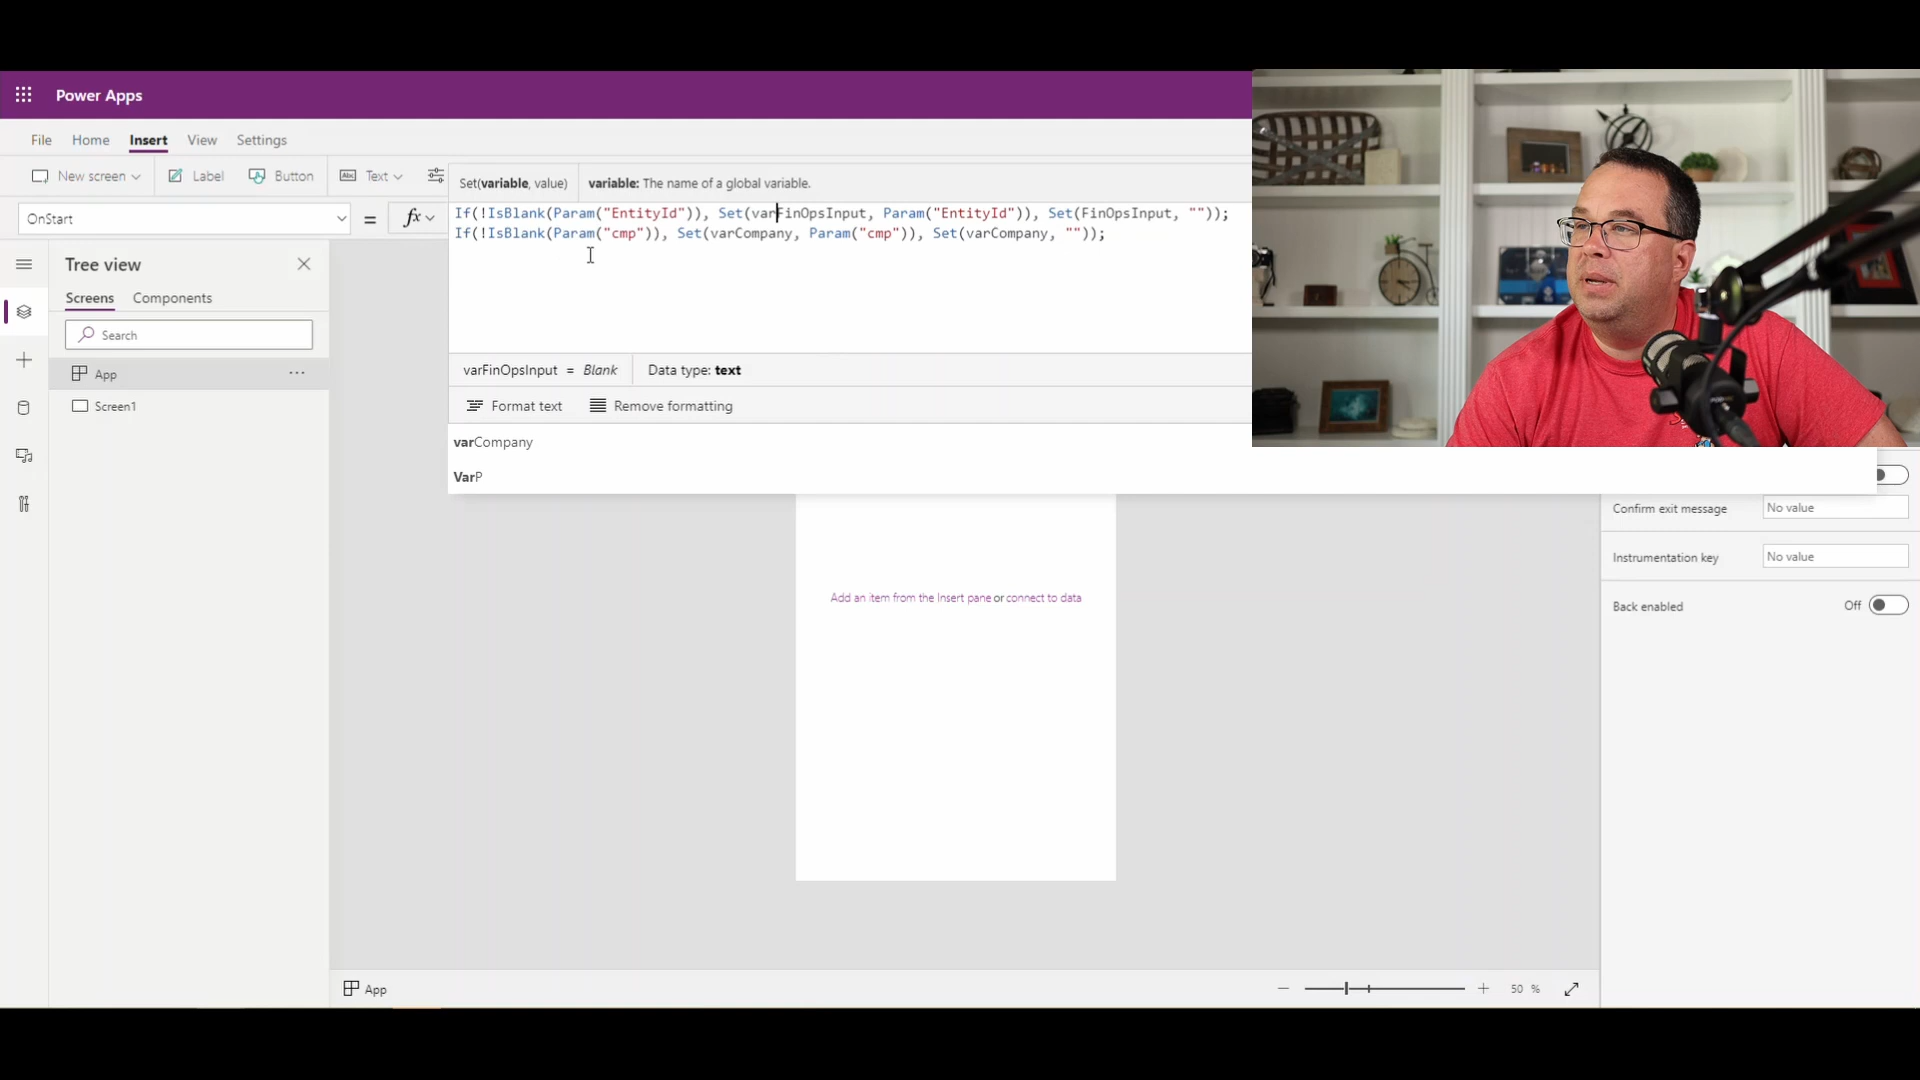 Power Apps
File Home Insert View Settings
New screen Label Button Abc Text
Set(variable, value) variable: The name of a global variable.
OnStart = fx
If(!IsBlank(Param("EntityId")), Set(varFinOpsInput, Param("EntityId")), Set(FinOpsInput, ""));
If(!IsBlank(Param("cmp")), Set(varCompany, Param("cmp")), Set(varCompany, ""));
Tree view
Screens Components
Search
App ...
Screen1
varFinOpsInput = Blank Data type: text
Format text Remove formatting
varCompany
VarP
Confirm exit message No value
Instrumentation key No value
Back enabled Off
Add an item from the Insert pane or connect to data
App
50 %